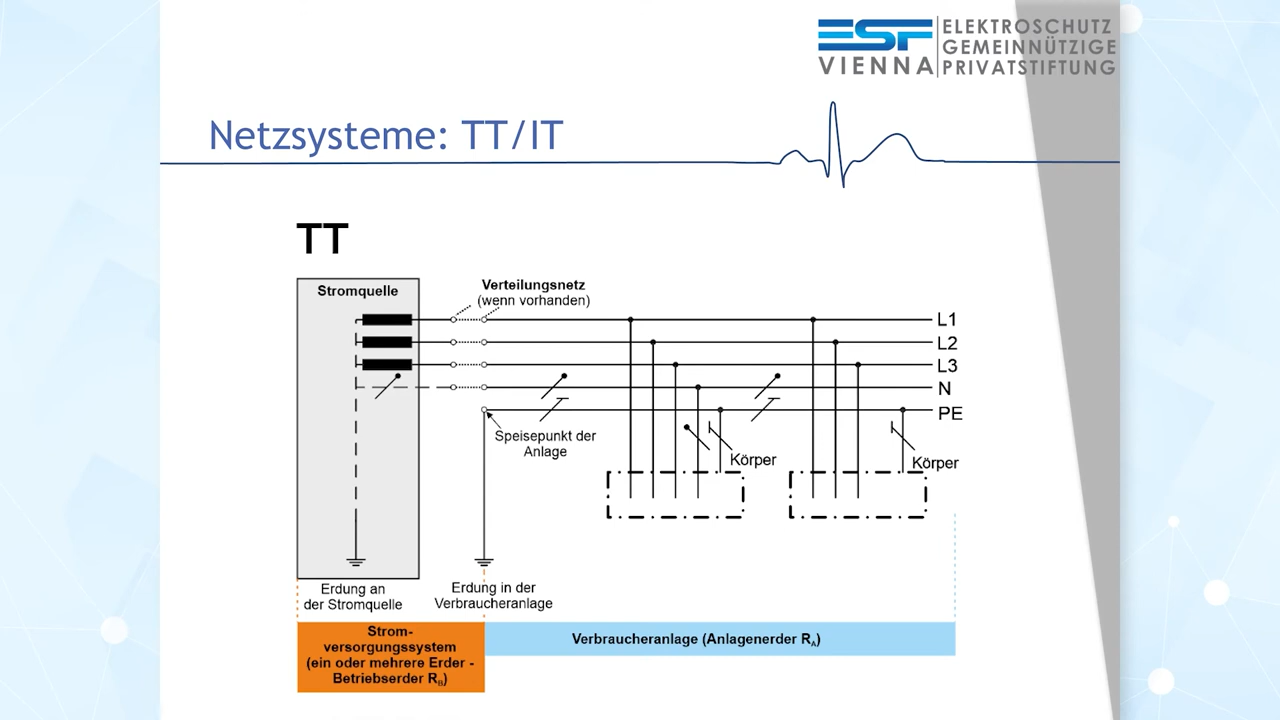 ESF
VIENNA
ELEKTROSCHUTZ
GEMEINNÜTZIGE
PRIVATSTIFTUNG
Netzsysteme: TT/IT
TT
Stromquelle
Verteilungsnetz
(wenn vorhanden)
L1
L2
L3
N
PE
Speisepunkt der
Anlage
Körper
Körper
Erdung an
der Stromquelle
Erdung in der
Verbraucheranlage
Strom-
versorgungssystem
(ein oder mehrere Erder -
Betriebserder RB)
Verbraucheranlage (Anlagenerder RA)